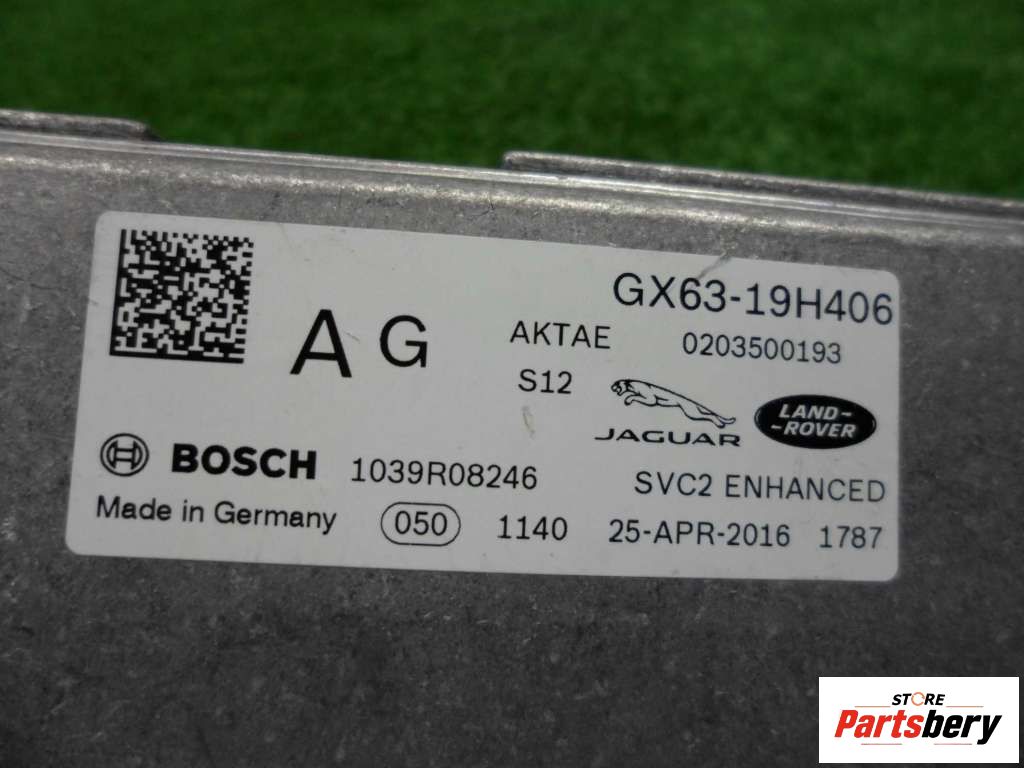 GX63-19H406
AG AKTAE 0203500193
S12
JAGUAR LAND-
-ROVER
BOSCH 1039R08246 SVC2 ENHANCED
Made in Germany 050 1140 25-APR-2016 1787
STORE
Partsbery